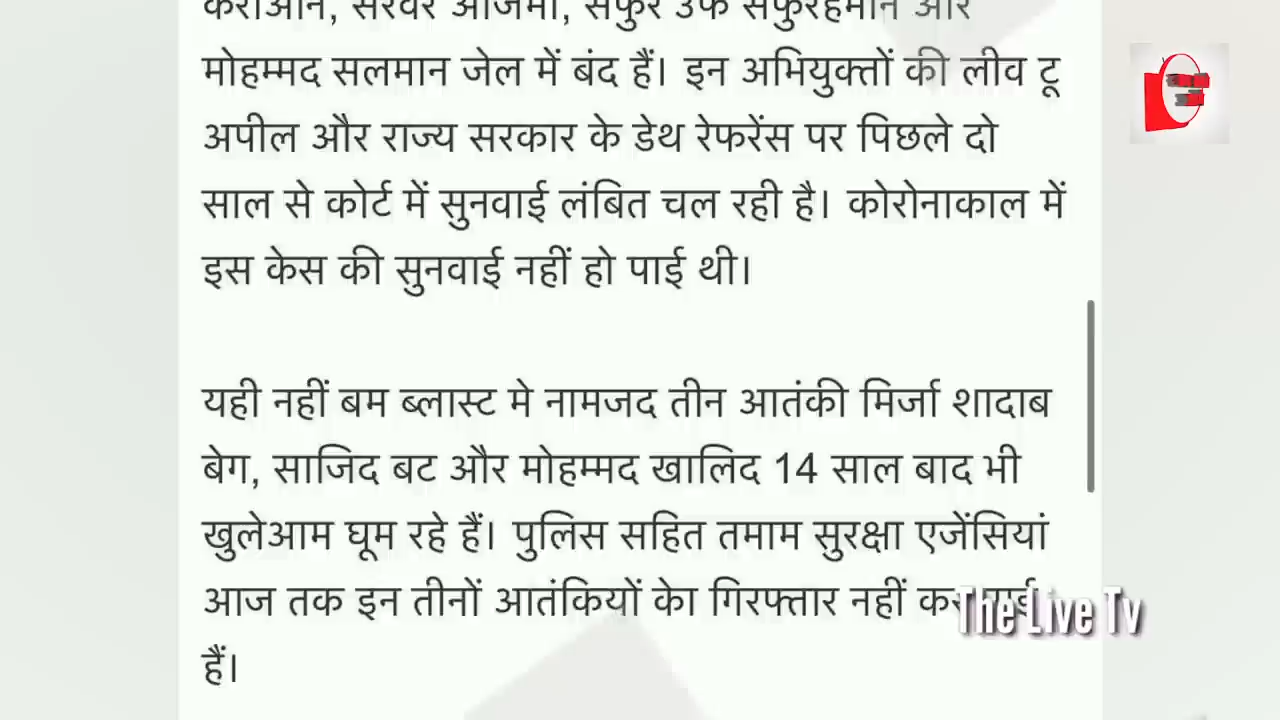 मोहम्मद सलमान जेल में बंद हैं। इन अभियुक्तों की लीव टू
अपील और राज्य सरकार के डेथ रेफरेंस पर पिछले दो
साल से कोर्ट में सुनवाई लंबित चल रही है। कोरोनाकाल में
इस केस की सुनवाई नहीं हो पाई थी।
यही नहीं बम ब्लास्ट मे नामजद तीन आतंकी मिर्जा शादाब
बेग, साजिद बट और मोहम्मद खालिद 14 साल बाद भी
खुलेआम घूम रहे हैं। पुलिस सहित तमाम सुरक्षा एजेंसियां
आज तक इन तीनों आतंकियों केा गिरफ्तार नहीं कर पाई
हैं।
The Live Tv